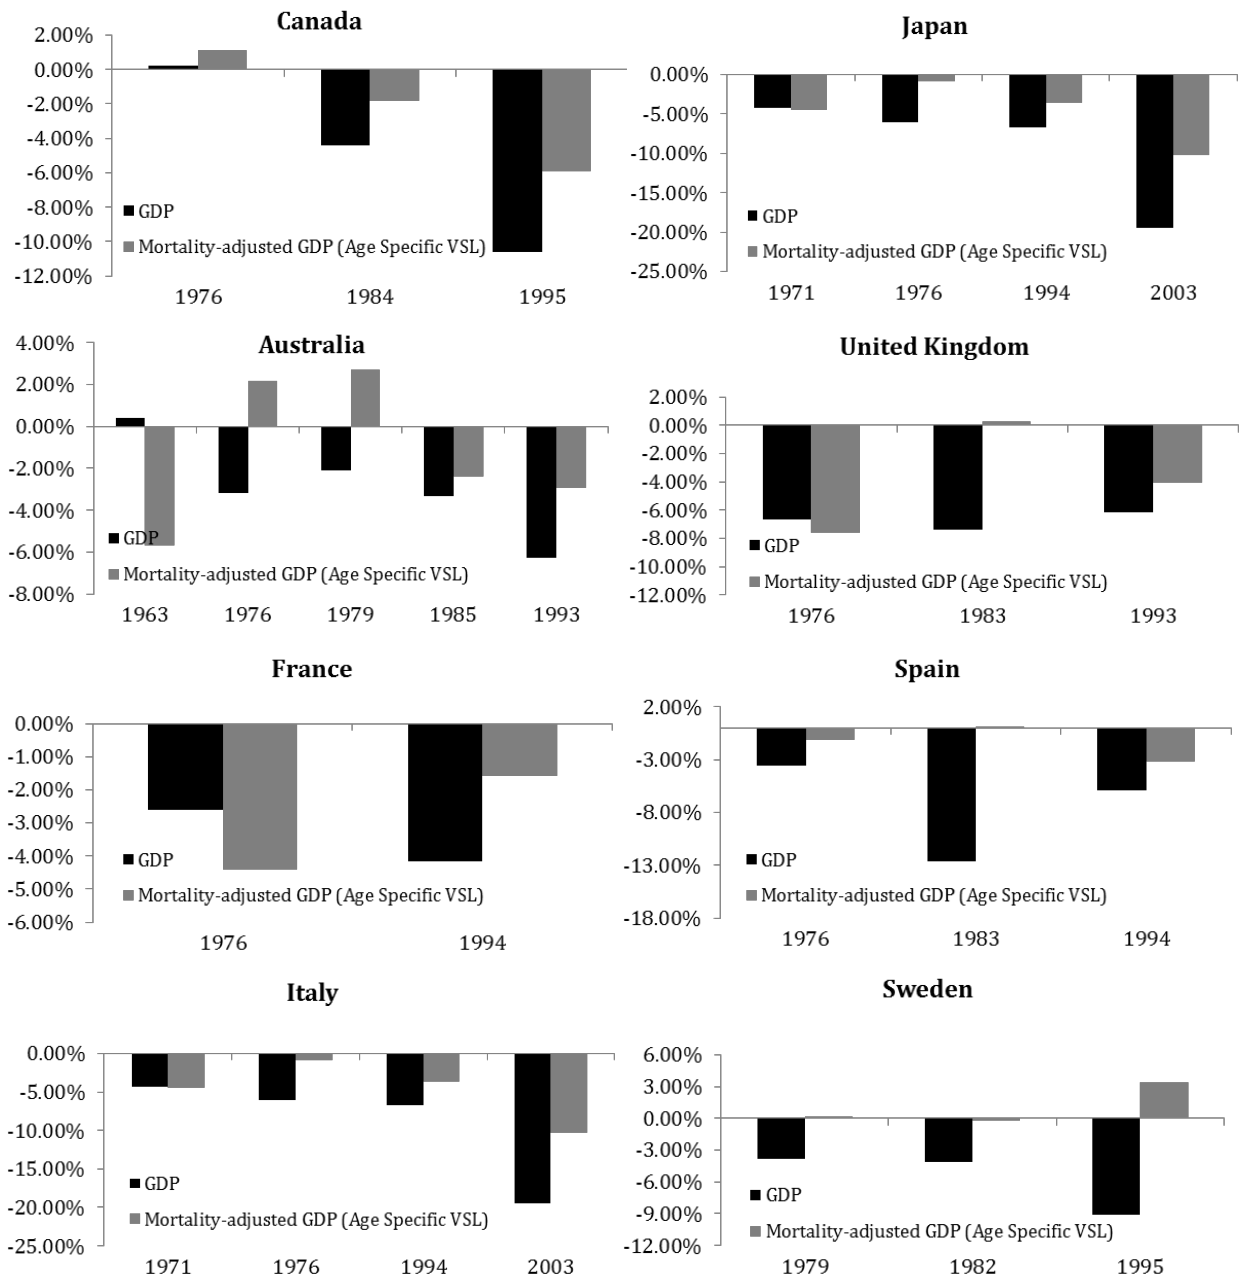 Canada
2.00%
0.00%
-2.00%
-4.00%
-6.00%
-8.00%
-10.00%
-12.00%
GDP
Mortality-adjusted GDP (Age Specific VSL)
1976 1984 1995
Japan
0.00%
-5.00%
-10.00%
-15.00%
-20.00%
-25.00%
GDP
Mortality-adjusted GDP (Age Specific VSL)
1971 1976 1994 2003
Australia
4.00%
2.00%
0.00%
-2.00%
-4.00%
-6.00%
-8.00%
GDP
Mortality-adjusted GDP (Age Specific VSL)
1963 1976 1979 1985 1993
United Kingdom
2.00%
0.00%
-2.00%
-4.00%
-6.00%
-8.00%
-10.00%
-12.00%
GDP
Mortality-adjusted GDP (Age Specific VSL)
1976 1983 1993
France
0.00%
-1.00%
-2.00%
-3.00%
-4.00%
-5.00%
-6.00%
GDP
Mortality-adjusted GDP (Age Specific VSL)
1976 1994
Spain
2.00%
-3.00%
-8.00%
-13.00%
-18.00%
GDP
Mortality-adjusted GDP (Age Specific VSL)
1976 1983 1994
Italy
0.00%
-5.00%
-10.00%
-15.00%
-20.00%
-25.00%
GDP
Mortality-adjusted GDP (Age Specific VSL)
1971 1976 1994 2003
Sweden
6.00%
3.00%
0.00%
-3.00%
-6.00%
-9.00%
-12.00%
GDP
Mortality-adjusted GDP (Age Specific VSL)
1979 1982 1995